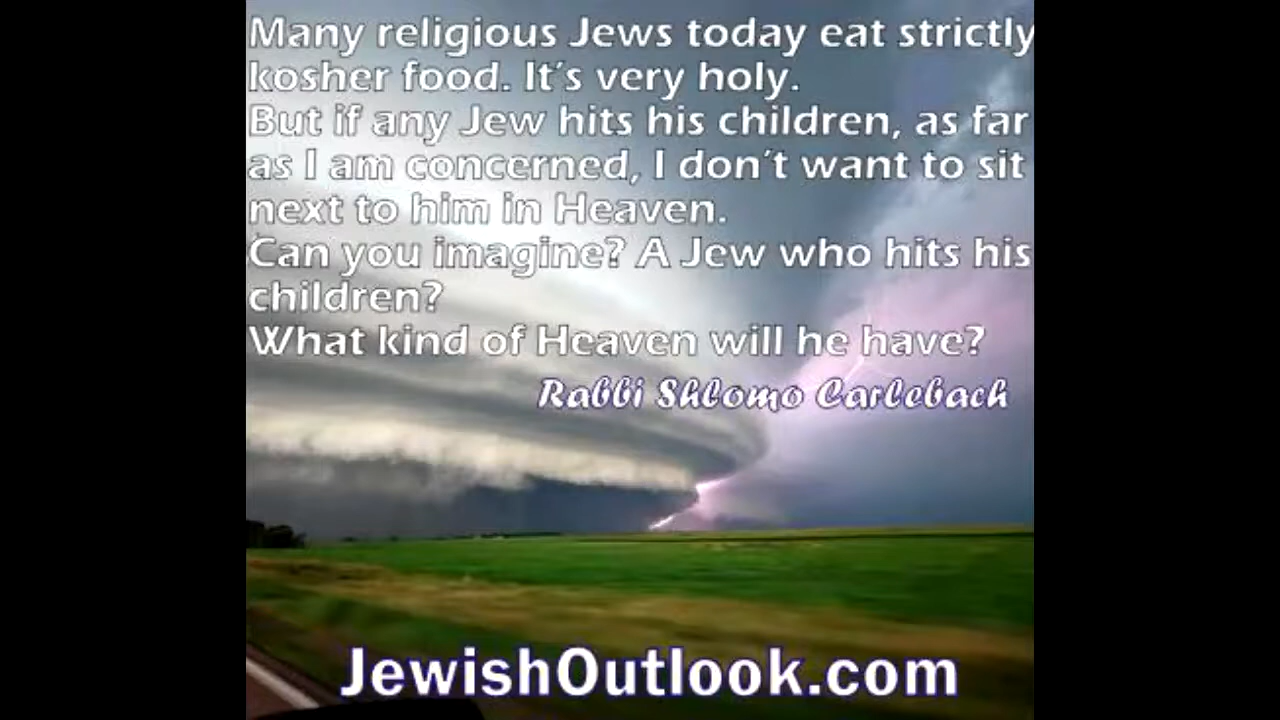 Many religious Jews today eat strictly
kosher food. It's very holy.
But if any Jew hits his children, as far
as I am concerned, I don't want to sit
next to him in Heaven.
Can you imagine? A Jew who hits his
children?
What kind of Heaven will he have?
Rabbi Shlomo Carlebach
JewishOutlook.com